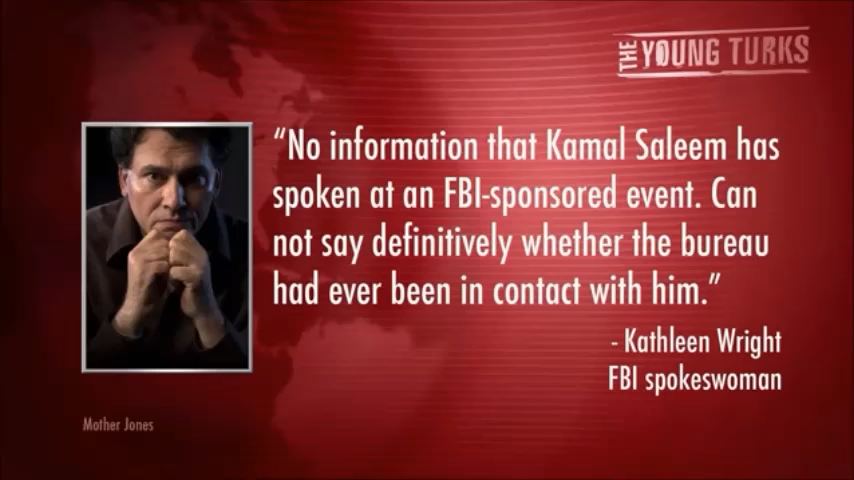 THE YOUNG TURKS
“No information that Kamal Saleem has
spoken at an FBI-sponsored event. Can
not say definitively whether the bureau
had ever been in contact with him.”
- Kathleen Wright
FBI spokeswoman
Mother Jones